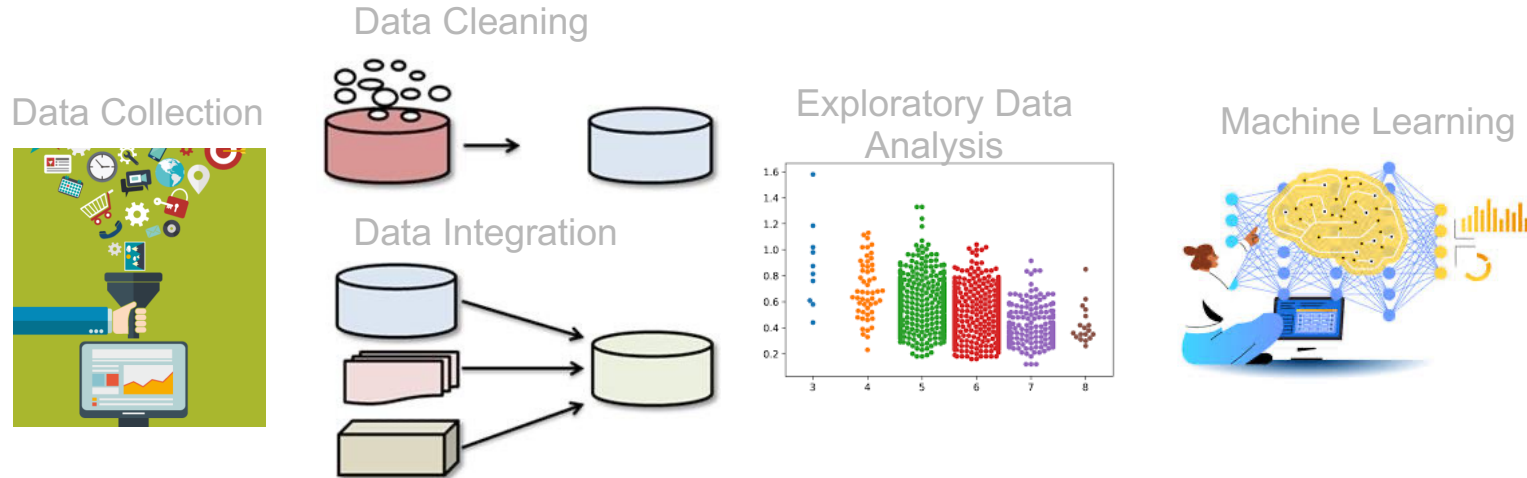 Data Cleaning
Data Collection
Data Integration
Exploratory Data
Analysis
1.6
1.4
1.2
1.0
0.8
0.6
0.4
0.2
3
4
5
6
7
8
Machine Learning